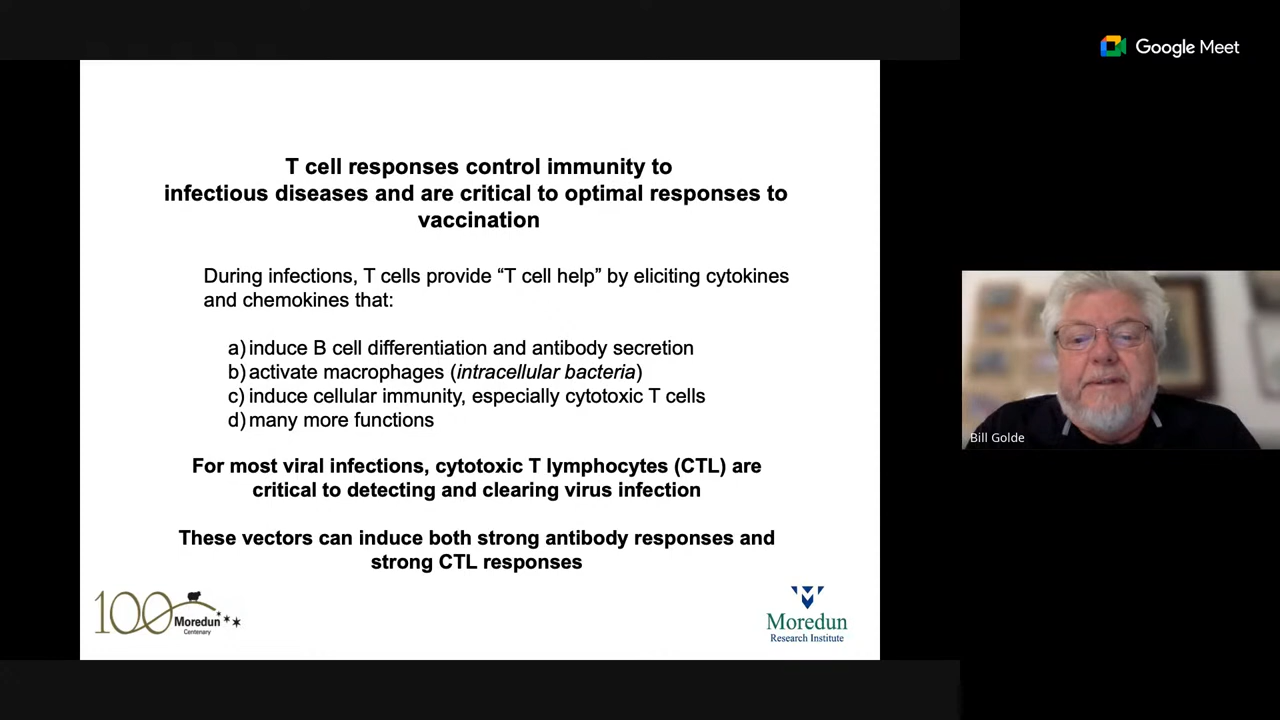 Google Meet
T cell responses control immunity to
infectious diseases and are critical to optimal responses to
vaccination
During infections, T cells provide “T cell help” by eliciting cytokines
and chemokines that:
a) induce B cell differentiation and antibody secretion
b) activate macrophages (intracellular bacteria)
c) induce cellular immunity, especially cytotoxic T cells
d) many more functions
For most viral infections, cytotoxic T lymphocytes (CTL) are
critical to detecting and clearing virus infection
These vectors can induce both strong antibody responses and
strong CTL responses
100 Moredun
Centenary
Moredun
Research Institute
Bill Golde